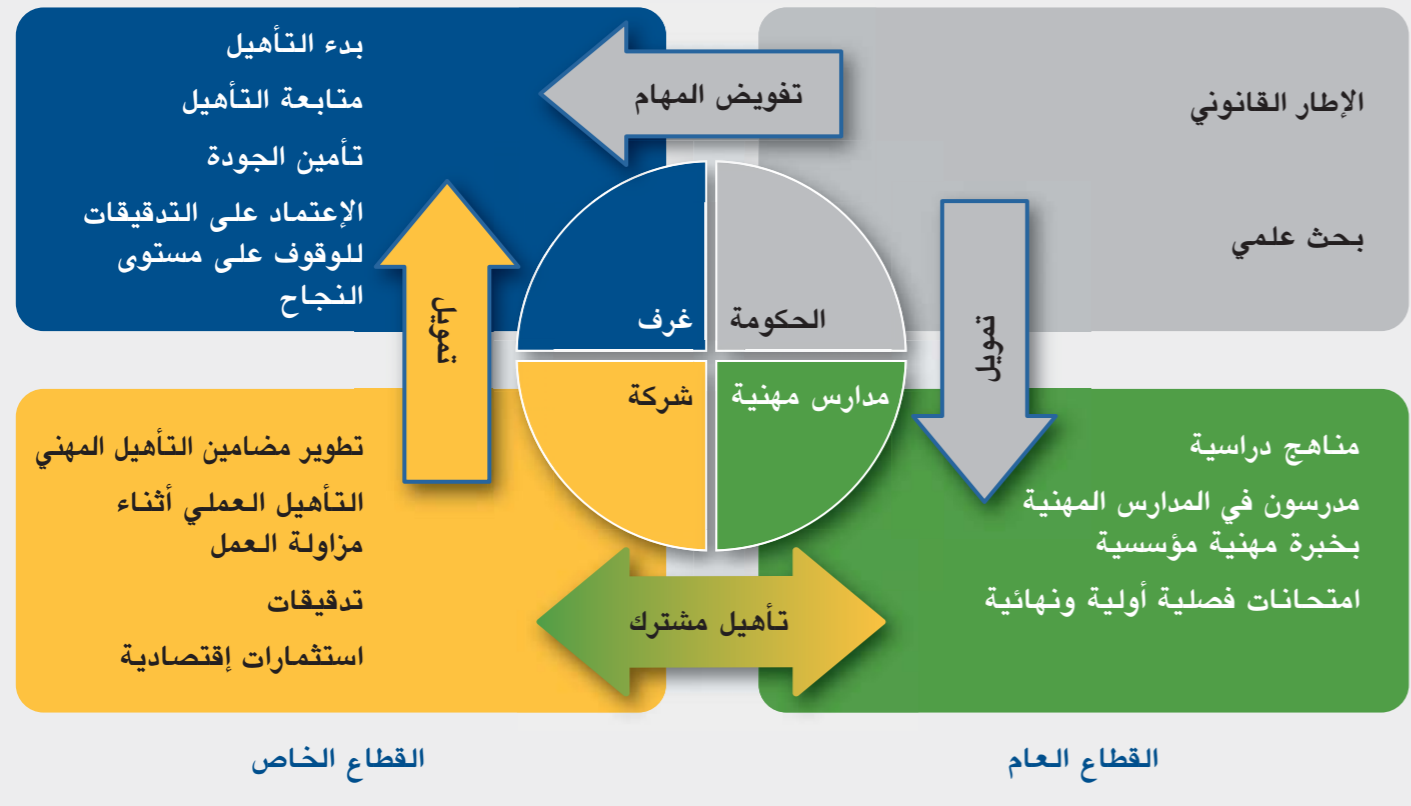 الإطار القانوني
بحث علمي
تفويض المهام
بدء التأهيل
متابعة التأهيل
تأمين الجودة
الإعتماد على التدقيقات
للوقوف على مستوى
النجاح
الحكومة
غرف
مدارس مهنية
شركة
تمويل
تمويل
مناهج دراسية
مدرسون في المدارس المهنية
بخبرة مهنية مؤسسية
امتحانات فصلية أولية ونهائية
تأهيل مشترك
تطوير مضامين التأهيل المهني
التأهيل العملي أثناء
مزاولة العمل
تدقيقات
استثمارات إقتصادية
القطاع العام
القطاع الخاص